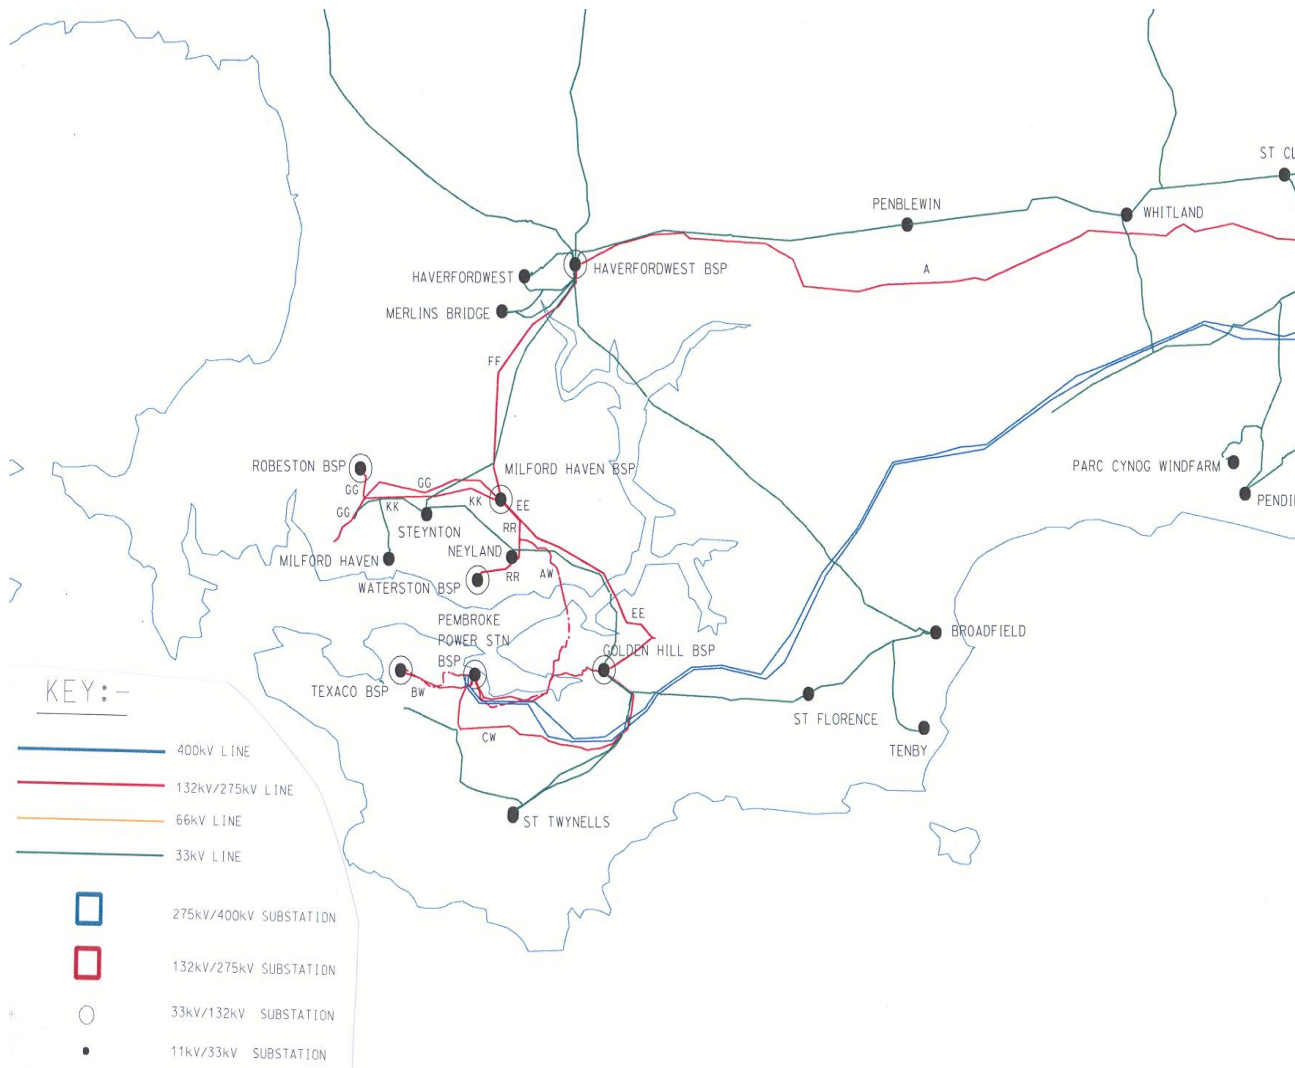 ST CL
PENBLEWIN
WHITLAND
HAVERFORDWEST
HAVERFORDWEST BSP
A
MERLINS BRIDGE
FF
ROBESTON BSP
MILFORD HAVEN BSP
PARC CYNOG WINDFARM
GG
GG
KK
EE
PENDI
GG
KK
STEYNTON
RR
NEYLAND
MILFORD HAVEN
RR
AW
WATERSTON BSP
EE
PEMBROKE
POWER STN
BSP
BROADFIELD
GOLDEN HILL BSP
TEXACO BSP
BW
ST FLORENCE
CW
TENBY
ST TWYNELLS
KEY:-
400kV LINE
132kV/275kV LINE
66kV LINE
33kV LINE
275kV/400kV SUBSTATION
132kV/275kV SUBSTATION
33kV/132kV SUBSTATION
11kV/33kV SUBSTATION